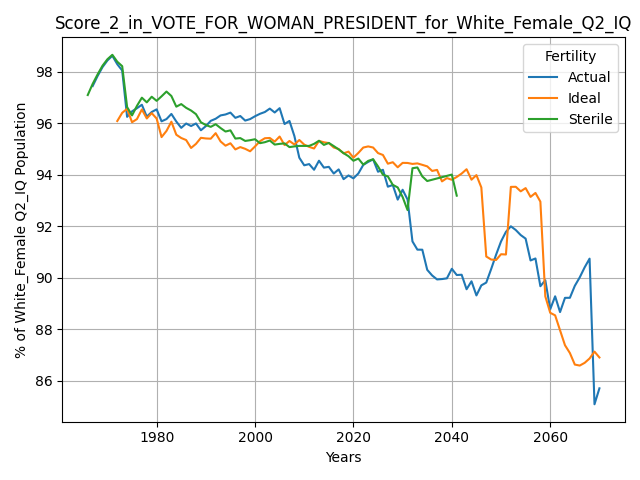 Score_2_in_VOTE_FOR_WOMAN_PRESIDENT_for_White_Female_Q2_IQ
% of White_Female Q2_IQ Population
98
96
94
92
90
88
86
Fertility
Actual
Ideal
Sterile
1980
2000
2020
2040
2060
Years